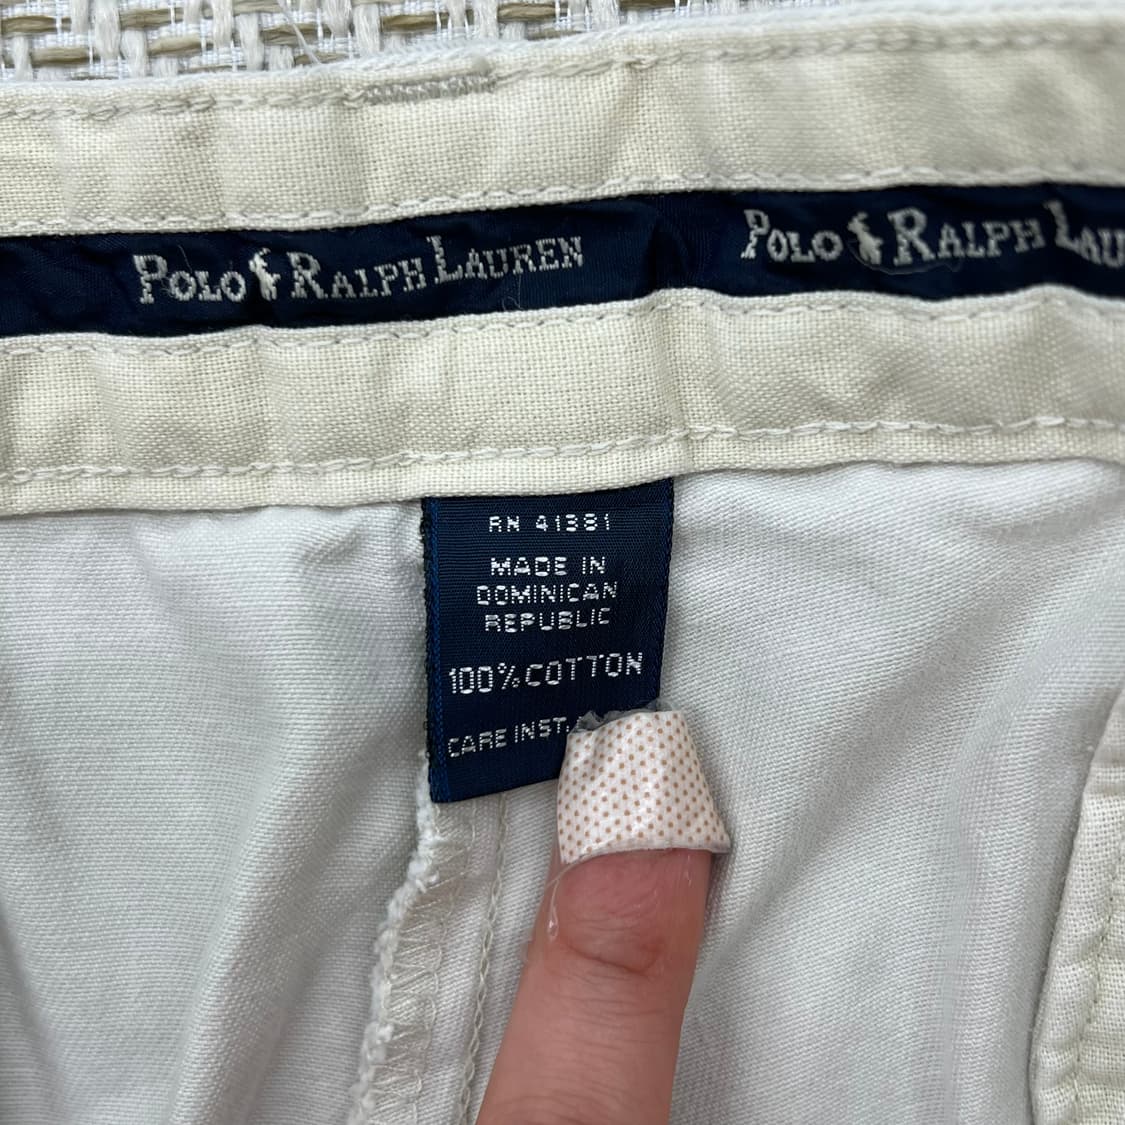 POLO RALPH LAUREN
POLO RALPH LAU
RN 41381
MADE IN
DOMINICAN
REPUBLIC
100% COTTON
CARE INST.